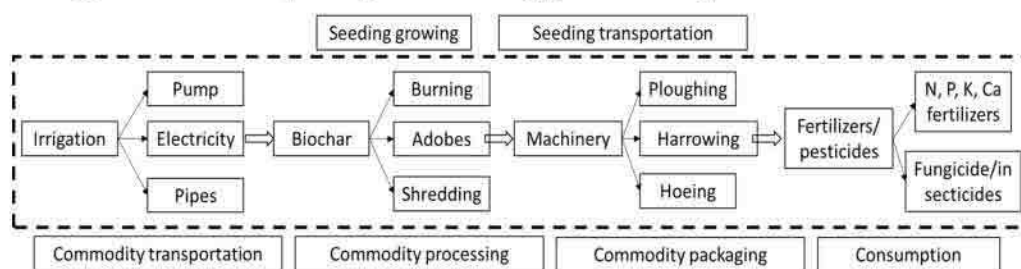 Seeding growing
Seeding transportation
Pump
Burning
Ploughing
N, P, K, Ca
fertilizers
Irrigation
Electricity
Biochar
Adobes
Machinery
Harrowing
Fertilizers/
pesticides
Pipes
Shredding
Hoeing
Fungicide/in
secticides
Commodity transportation
Commodity processing
Commodity packaging
Consumption